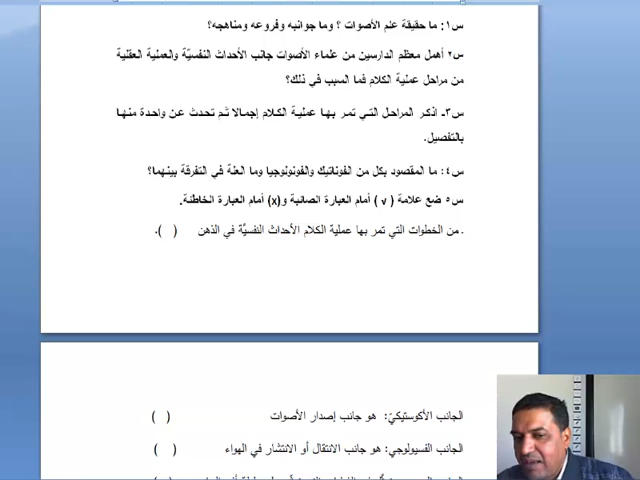 س١: ما حقيقة علم الأصوات ؟ وما جوانبه وفروعه ومناهجه؟
س٢ أهمل معظم الدارسين من علماء الأصوات جانب الأحداث النفسيّة والعملية العقلية
من مراحل عملية الكلام فما السبب في ذلك؟
س٣ـ اذكر المراحل التي تمر بها عملية الكلام إجمالا ثم تحدث عن واحدة منها
بالتفصيل.
س٤: ما المقصود بكل من الفوناتيك والفونولوجيا وما العلة في التفرقة بينهما؟
س٥ ضع علامة ( √ ) أمام العبارة الصائبة و(x) أمام العبارة الخاطئة.
. من الخطوات التي تمر بها عملية الكلام الأحداث النفسيَّة في الذهن ( ).
الجانب الأكوستيكيّ: هو جانب إصدار الأصوات ( )
الجانب الفسيولوجي: هو جانب الانتقال أو الانتشار في الهواء ( )